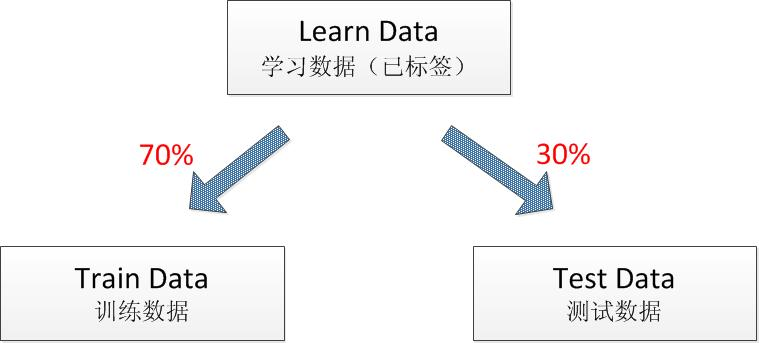 Learn Data
学习数据（已标签）
70%
30%
Train Data
训练数据
Test Data
测试数据